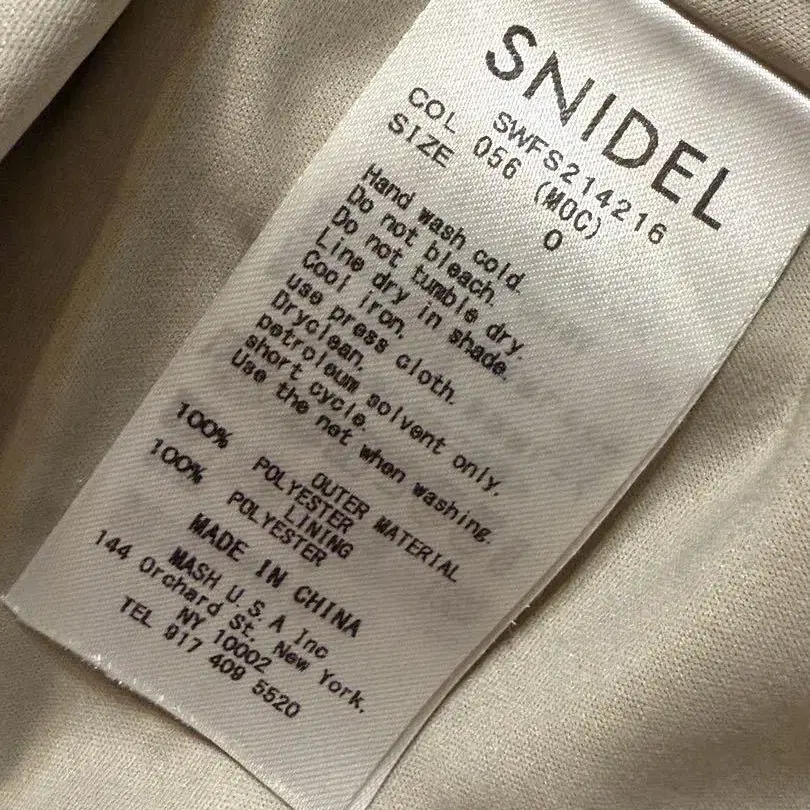 SNIDEL
SWFS214216
COL 056 (MOC)
SIZE 0
Hand wash cold.
Do not bleach.
Do not tumble dry.
Line dry in shade.
Cool iron,
use press cloth.
Dryclean,
petroleum solvent only,
short cycle.
Use the net when washing.
OUTER MATERIAL
100% POLYESTER
LINING
100% POLYESTER
MADE IN CHINA
MASH U.S.A Inc
144 Orchard St. New York,
NY 10002
TEL 917 409 5520